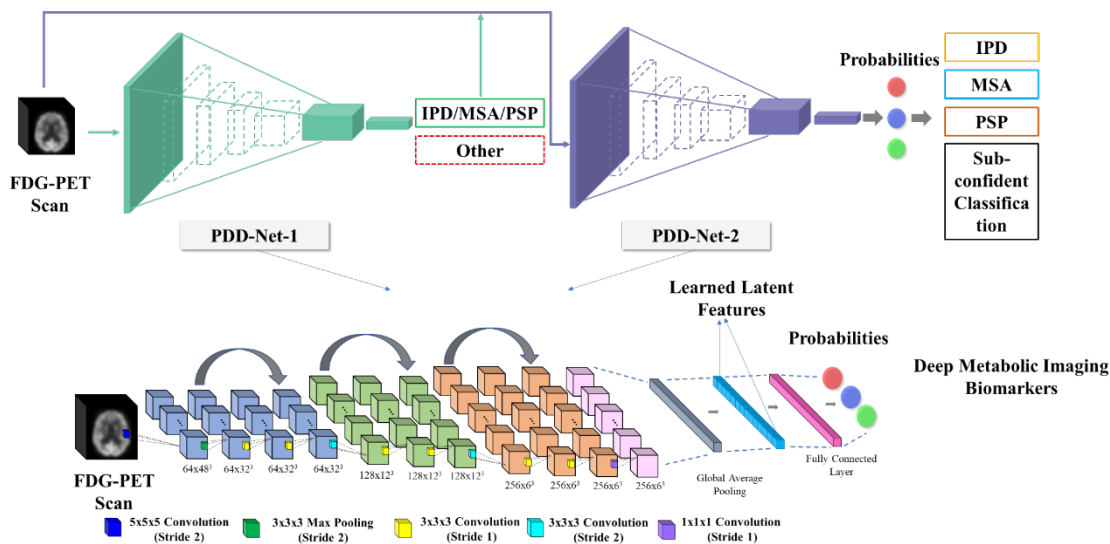 FDG-PET
Scan
IPD/MSA/PSP
Other
PDD-Net-1
PDD-Net-2
Probabilities
IPD
MSA
PSP
Sub-
confident
Classifica
tion
Learned Latent
Features
Probabilities
Deep Metabolic Imaging
Biomarkers
FDG-PET
Scan
64x48³
64x32³
64x32³
64x32³
128x12³
128x12³
128x12³
256x6³
256x6³
256x6³
256x6³
Global Average
Pooling
Fully Connected
Layer
5x5x5 Convolution
(Stride 2)
3x3x3 Max Pooling
(Stride 2)
3x3x3 Convolution
(Stride 1)
3x3x3 Convolution
(Stride 2)
1x1x1 Convolution
(Stride 1)